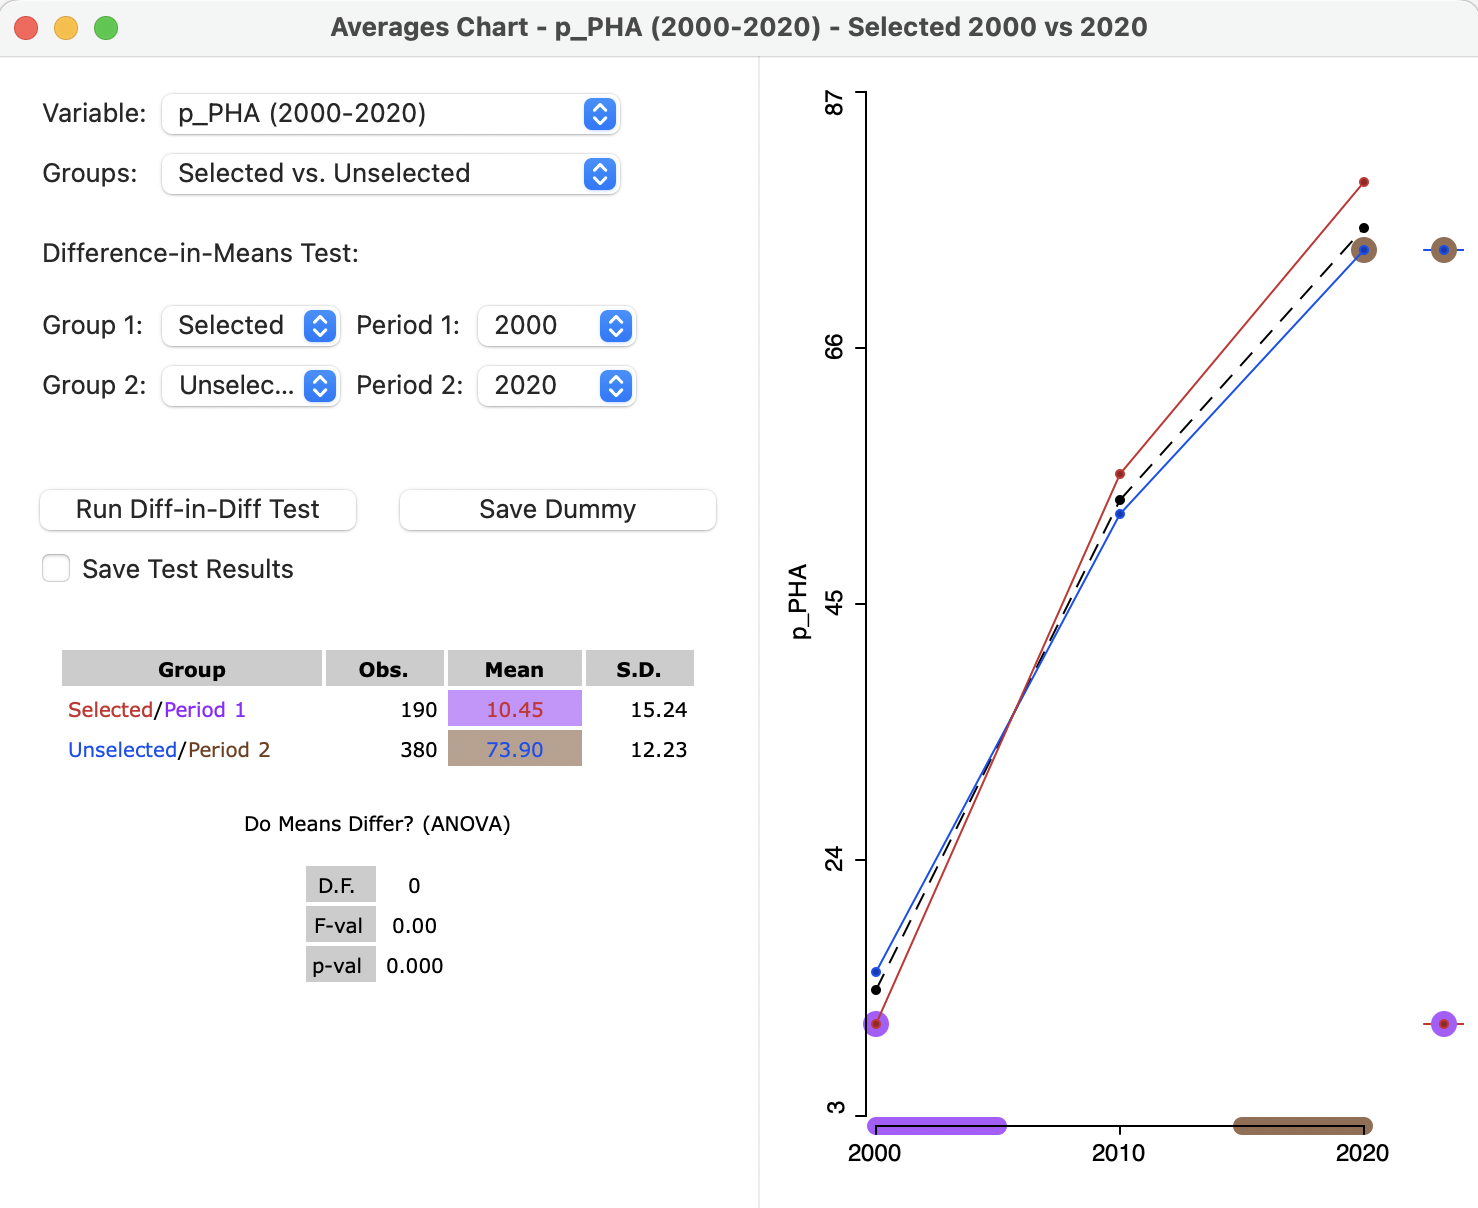 Averages Chart - p_PHA (2000-2020) - Selected 2000 vs 2020
Variable: p_PHA (2000-2020)
Groups: Selected vs. Unselected
Difference-in-Means Test:
Group 1: Selected Period 1: 2000
Group 2: Unselec... Period 2: 2020
Run Diff-in-Diff Test Save Dummy
Save Test Results
Group Obs. Mean S.D.
Selected/Period 1 190 10.45 15.24
Unselected/Period 2 380 73.90 12.23
Do Means Differ? (ANOVA)
D.F. 0
F-val 0.00
p-val 0.000
87
66
45
24
3
p_PHA
2000 2010 2020